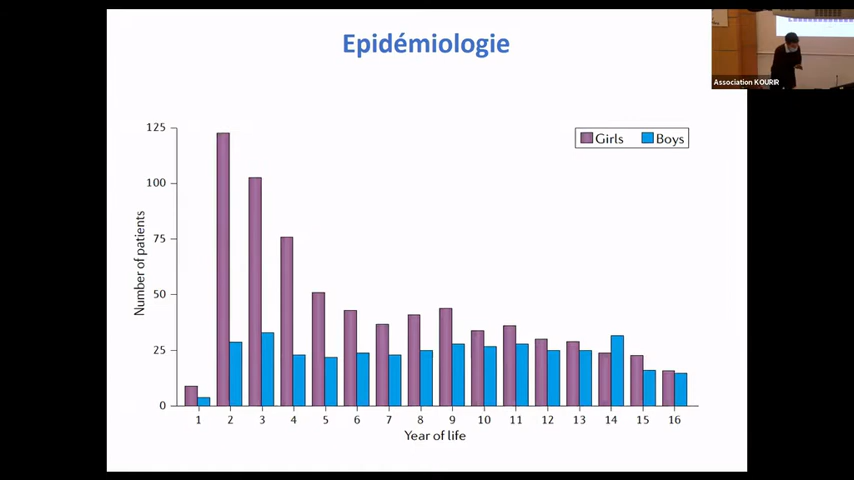 Epidémiologie
Association KOURIR
Girls Boys
Number of patients
125
100
75
50
25
0
1 2 3 4 5 6 7 8 9 10 11 12 13 14 15 16
Year of life